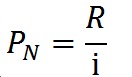 P_N = R/i